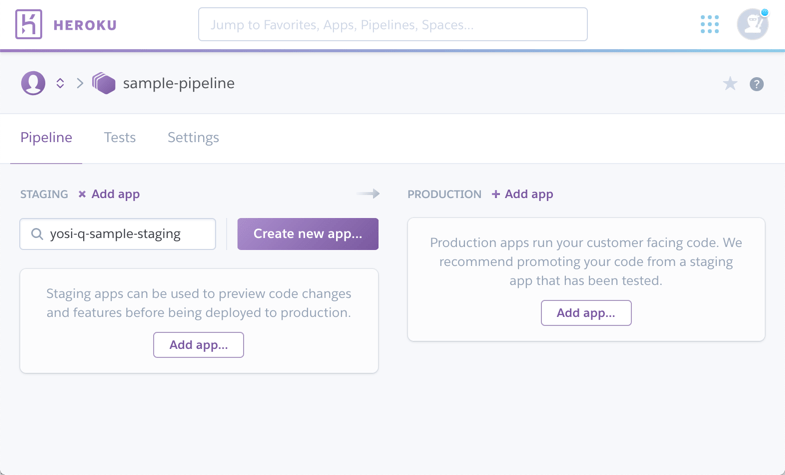 HEROKU
Jump to Favorites, Apps, Pipelines, Spaces...
sample-pipeline
?
Pipeline Tests Settings
STAGING × Add app
yosi-q-sample-staging
Create new app...
Staging apps can be used to preview code changes
and features before being deployed to production.
Add app...
PRODUCTION + Add app
Production apps run your customer facing code. We
recommend promoting your code from a staging
app that has been tested.
Add app...